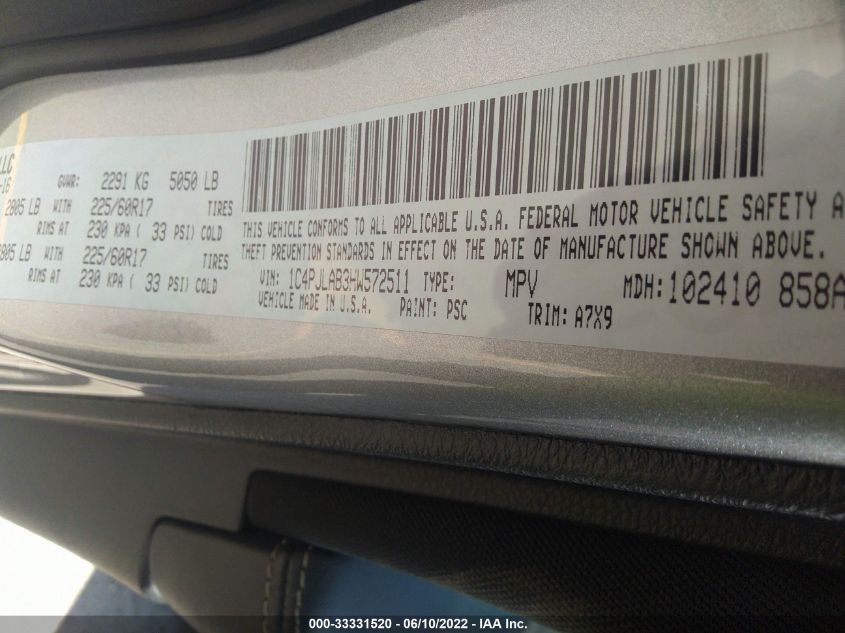 LLC
-16
GVWR: 2291 KG 5050 LB
2805 LB WITH 225/60R17 TIRES
RIMS AT 230 KPA ( 33 PSI) COLD
2805 LB WITH 225/60R17 TIRES
RIMS AT 230 KPA ( 33 PSI) COLD
THIS VEHICLE CONFORMS TO ALL APPLICABLE U.S.A. FEDERAL MOTOR VEHICLE SAFETY A
THEFT PREVENTION STANDARDS IN EFFECT ON THE DATE OF MANUFACTURE SHOWN ABOVE.
VIN: 1C4PJLAB3HW572511 TYPE: MPV MDH: 102410 858A
VEHICLE MADE IN U.S.A. PAINT: PSC TRIM: A7X9
000-33331520 - 06/10/2022 - IAA Inc.